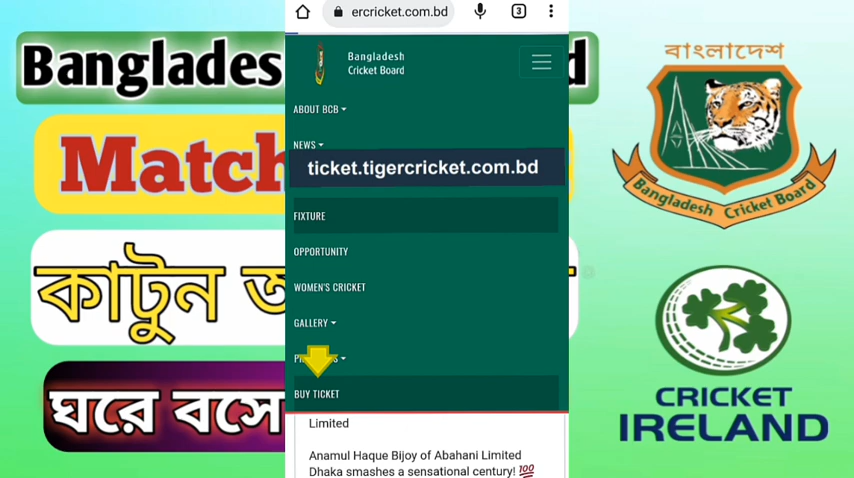 Banglades
d
Match
কাটুন অ
ঘরে বসে
ercricket.com.bd
3
Bangladesh
Cricket Board
ABOUT BCB
NEWS
ticket.tigercricket.com.bd
FIXTURE
OPPORTUNITY
WOMEN'S CRICKET
GALLERY
BUY TICKET
Limited
Anamul Haque Bijoy of Abahani Limited
Dhaka smashes a sensational century! 💯
বাংলাদেশ
Bangladesh Cricket Board
CRICKET
IRELAND